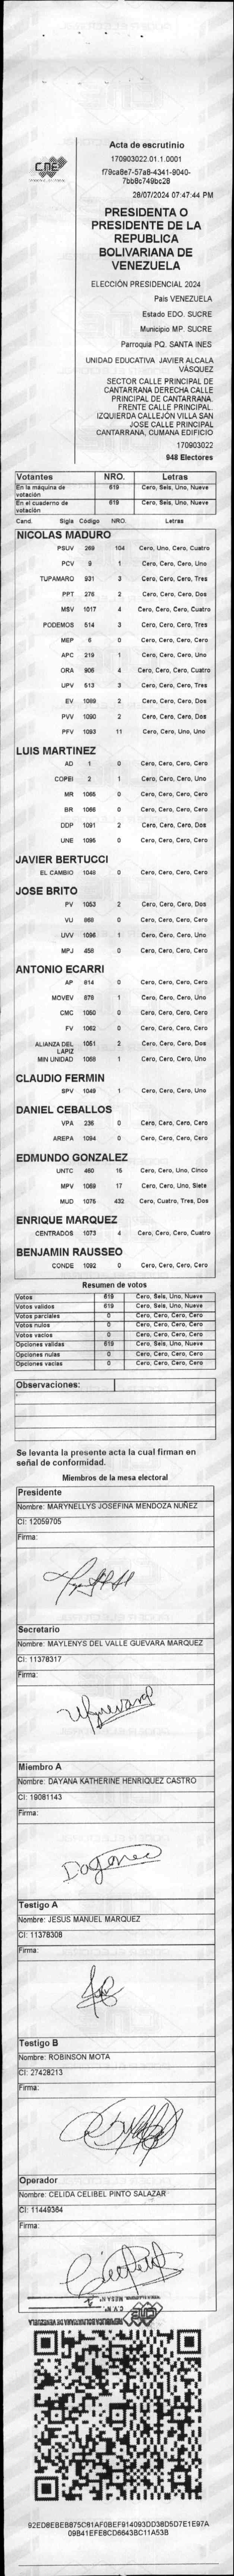 CNE
Acta de escrutinio
170903022.01.1.0001
f79ca8e7-57a8-4341-9040-
7bb8c749bc28
28/07/2024 07:47:44 PM
PRESIDENTA O
PRESIDENTE DE LA
REPUBLICA
BOLIVARIANA DE
VENEZUELA
ELECCIÓN PRESIDENCIAL 2024
País VENEZUELA
Estado EDO. SUCRE
Municipio MP. SUCRE
Parroquia PQ. SANTA INES
UNIDAD EDUCATIVA JAVIER ALCALA
VÁSQUEZ
SECTOR CALLE PRINCIPAL DE
CANTARRANA DERECHA CALLE
PRINCIPAL DE CANTARRANA.
FRENTE CALLE PRINCIPAL.
IZQUIERDA CALLEJÓN VILLA SAN
JOSE CALLE PRINCIPAL
CANTARRANA, CUMANA EDIFICIO
170903022
948 Electores
Votantes NRO. Letras
En la máquina de votación 619 Cero, Seis, Uno, Nueve
En el cuaderno de votación 619 Cero, Seis, Uno, Nueve
Cand. Sigla Código NRO. Letras
NICOLAS MADURO
PSUV 269 104 Cero, Uno, Cero, Cuatro
PCV 9 1 Cero, Cero, Cero, Uno
TUPAMARO 931 3 Cero, Cero, Cero, Tres
PPT 276 2 Cero, Cero, Cero, Dos
MSV 1017 4 Cero, Cero, Cero, Cuatro
PODEMOS 514 3 Cero, Cero, Cero, Tres
MEP 6 0 Cero, Cero, Cero, Cero
APC 219 1 Cero, Cero, Cero, Uno
ORA 906 4 Cero, Cero, Cero, Cuatro
UPV 513 3 Cero, Cero, Cero, Tres
EV 1089 2 Cero, Cero, Cero, Dos
PVV 1090 2 Cero, Cero, Cero, Dos
PFV 1093 11 Cero, Cero, Uno, Uno
LUIS MARTINEZ
AD 1 0 Cero, Cero, Cero, Cero
COPEI 2 1 Cero, Cero, Cero, Uno
MR 1065 0 Cero, Cero, Cero, Cero
BR 1066 0 Cero, Cero, Cero, Cero
DDP 1091 2 Cero, Cero, Cero, Dos
UNE 1095 0 Cero, Cero, Cero, Cero
JAVIER BERTUCCI
EL CAMBIO 1048 0 Cero, Cero, Cero, Cero
JOSE BRITO
PV 1053 2 Cero, Cero, Cero, Dos
VU 868 0 Cero, Cero, Cero, Cero
UVV 1096 1 Cero, Cero, Cero, Uno
MPJ 458 0 Cero, Cero, Cero, Cero
ANTONIO ECARRI
AP 814 0 Cero, Cero, Cero, Cero
MOVEV 878 1 Cero, Cero, Cero, Uno
CMC 1050 0 Cero, Cero, Cero, Cero
FV 1062 0 Cero, Cero, Cero, Cero
ALIANZA DEL LAPIZ 1051 2 Cero, Cero, Cero, Dos
MIN UNIDAD 1068 1 Cero, Cero, Cero, Uno
CLAUDIO FERMIN
SPV 1049 1 Cero, Cero, Cero, Uno
DANIEL CEBALLOS
VPA 236 0 Cero, Cero, Cero, Cero
AREPA 1094 0 Cero, Cero, Cero, Cero
EDMUNDO GONZALEZ
UNTC 460 15 Cero, Cero, Uno, Cinco
MPV 1069 17 Cero, Cero, Uno, Siete
MUD 1075 432 Cero, Cuatro, Tres, Dos
ENRIQUE MARQUEZ
CENTRADOS 1073 4 Cero, Cero, Cero, Cuatro
BENJAMIN RAUSSEO
CONDE 1092 0 Cero, Cero, Cero, Cero
Resumen de votos
Votos 619 Cero, Seis, Uno, Nueve
Votos validos 619 Cero, Seis, Uno, Nueve
Votos parciales 0 Cero, Cero, Cero, Cero
Votos nulos 0 Cero, Cero, Cero, Cero
Votos vacios 0 Cero, Cero, Cero, Cero
Opciones validas 619 Cero, Seis, Uno, Nueve
Opciones nulas 0 Cero, Cero, Cero, Cero
Opciones vacias 0 Cero, Cero, Cero, Cero
Observaciones:
Se levanta la presente acta la cual firman en
señal de conformidad.
Miembros de la mesa electoral
Presidente
Nombre: MARYNELLYS JOSEFINA MENDOZA NUÑEZ
CI: 12059705
Firma:
Secretario
Nombre: MAYLENYS DEL VALLE GUEVARA MARQUEZ
CI: 11378317
Firma:
Miembro A
Nombre: DAYANA KATHERINE HENRIQUEZ CASTRO
CI: 19081143
Firma:
Testigo A
Nombre: JESUS MANUEL MARQUEZ
CI: 11378308
Firma:
Testigo B
Nombre: ROBINSON MOTA
CI: 27428213
Firma:
Operador
Nombre: CELIDA CELIBEL PINTO SALAZAR
CI: 11449364
Firma:
REPUBLICA BOLIVARIANA DE VENEZUELA
CNE
92ED8EBEB875C81AF0BEF914093DD38D5D7E1E97A
09B41EFE8CD6643BC11A53B